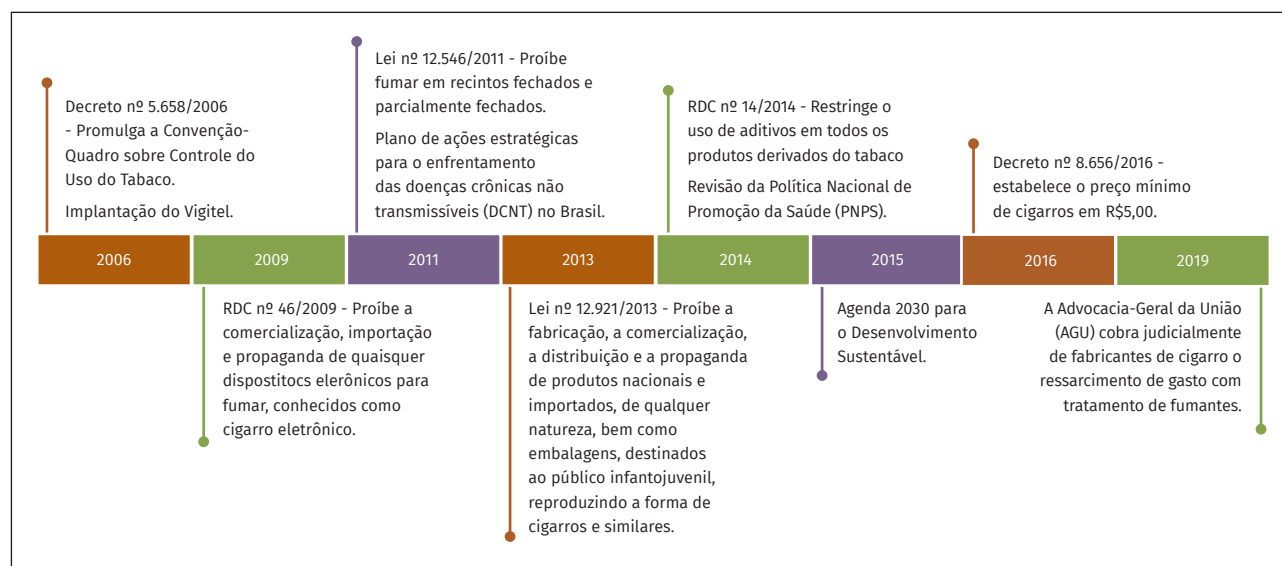 Decreto nº 5.658/2006
- Promulga a Convenção-
Quadro sobre Controle do
Uso do Tabaco.
Implantação do Vigitel.
Lei nº 12.546/2011 - Proíbe
fumar em recintos fechados e
parcialmente fechados.
Plano de ações estratégicas
para o enfrentamento
das doenças crônicas não
transmissíveis (DCNT) no Brasil.
RDC nº 14/2014 - Restringe o
uso de aditivos em todos os
produtos derivados do tabaco
Revisão da Política Nacional de
Promoção da Saúde (PNPS).
Decreto nº 8.656/2016 -
estabelece o preço mínimo
de cigarros em R$5,00.
2006 2009 2011 2013 2014 2015 2016 2019
RDC nº 46/2009 - Proíbe a
comercialização, importação
e propaganda de quaisquer
dispostitocs elerônicos para
fumar, conhecidos como
cigarro eletrônico.
Lei nº 12.921/2013 - Proíbe a
fabricação, a comercialização,
a distribuição e a propaganda
de produtos nacionais e
importados, de qualquer
natureza, bem como
embalagens, destinados
ao público infantojuvenil,
reproduzindo a forma de
cigarros e similares.
Agenda 2030 para
o Desenvolvimento
Sustentável.
A Advocacia-Geral da União
(AGU) cobra judicialmente
de fabricantes de cigarro o
ressarcimento de gasto com
tratamento de fumantes.